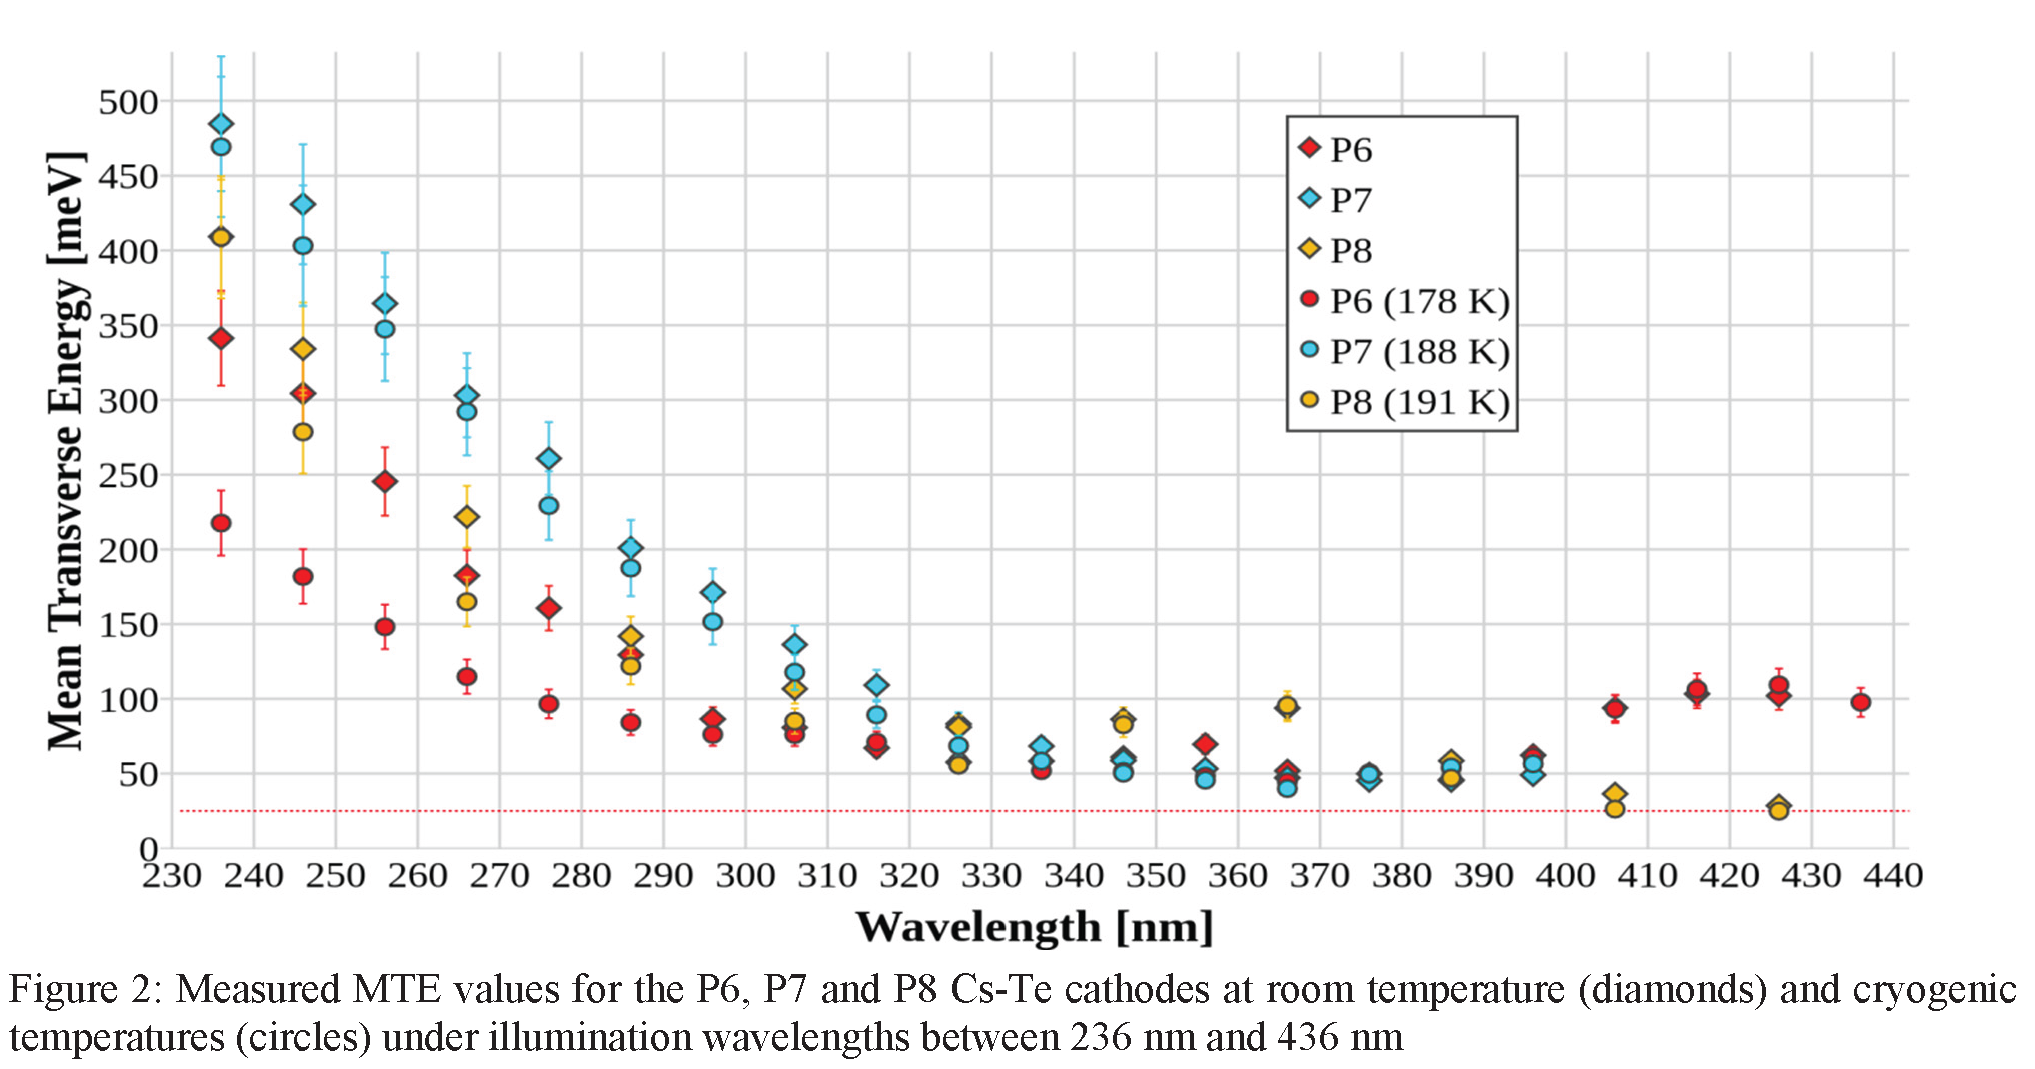 500
450
400
350
300
250
200
150
100
50
0
Mean Transverse Energy [meV]
P6
P7
P8
P6 (178 K)
P7 (188 K)
P8 (191 K)
230 240 250 260 270 280 290 300 310 320 330 340 350 360 370 380 390 400 410 420 430 440
Wavelength [nm]
Figure 2: Measured MTE values for the P6, P7 and P8 Cs-Te cathodes at room temperature (diamonds) and cryogenic
temperatures (circles) under illumination wavelengths between 236 nm and 436 nm